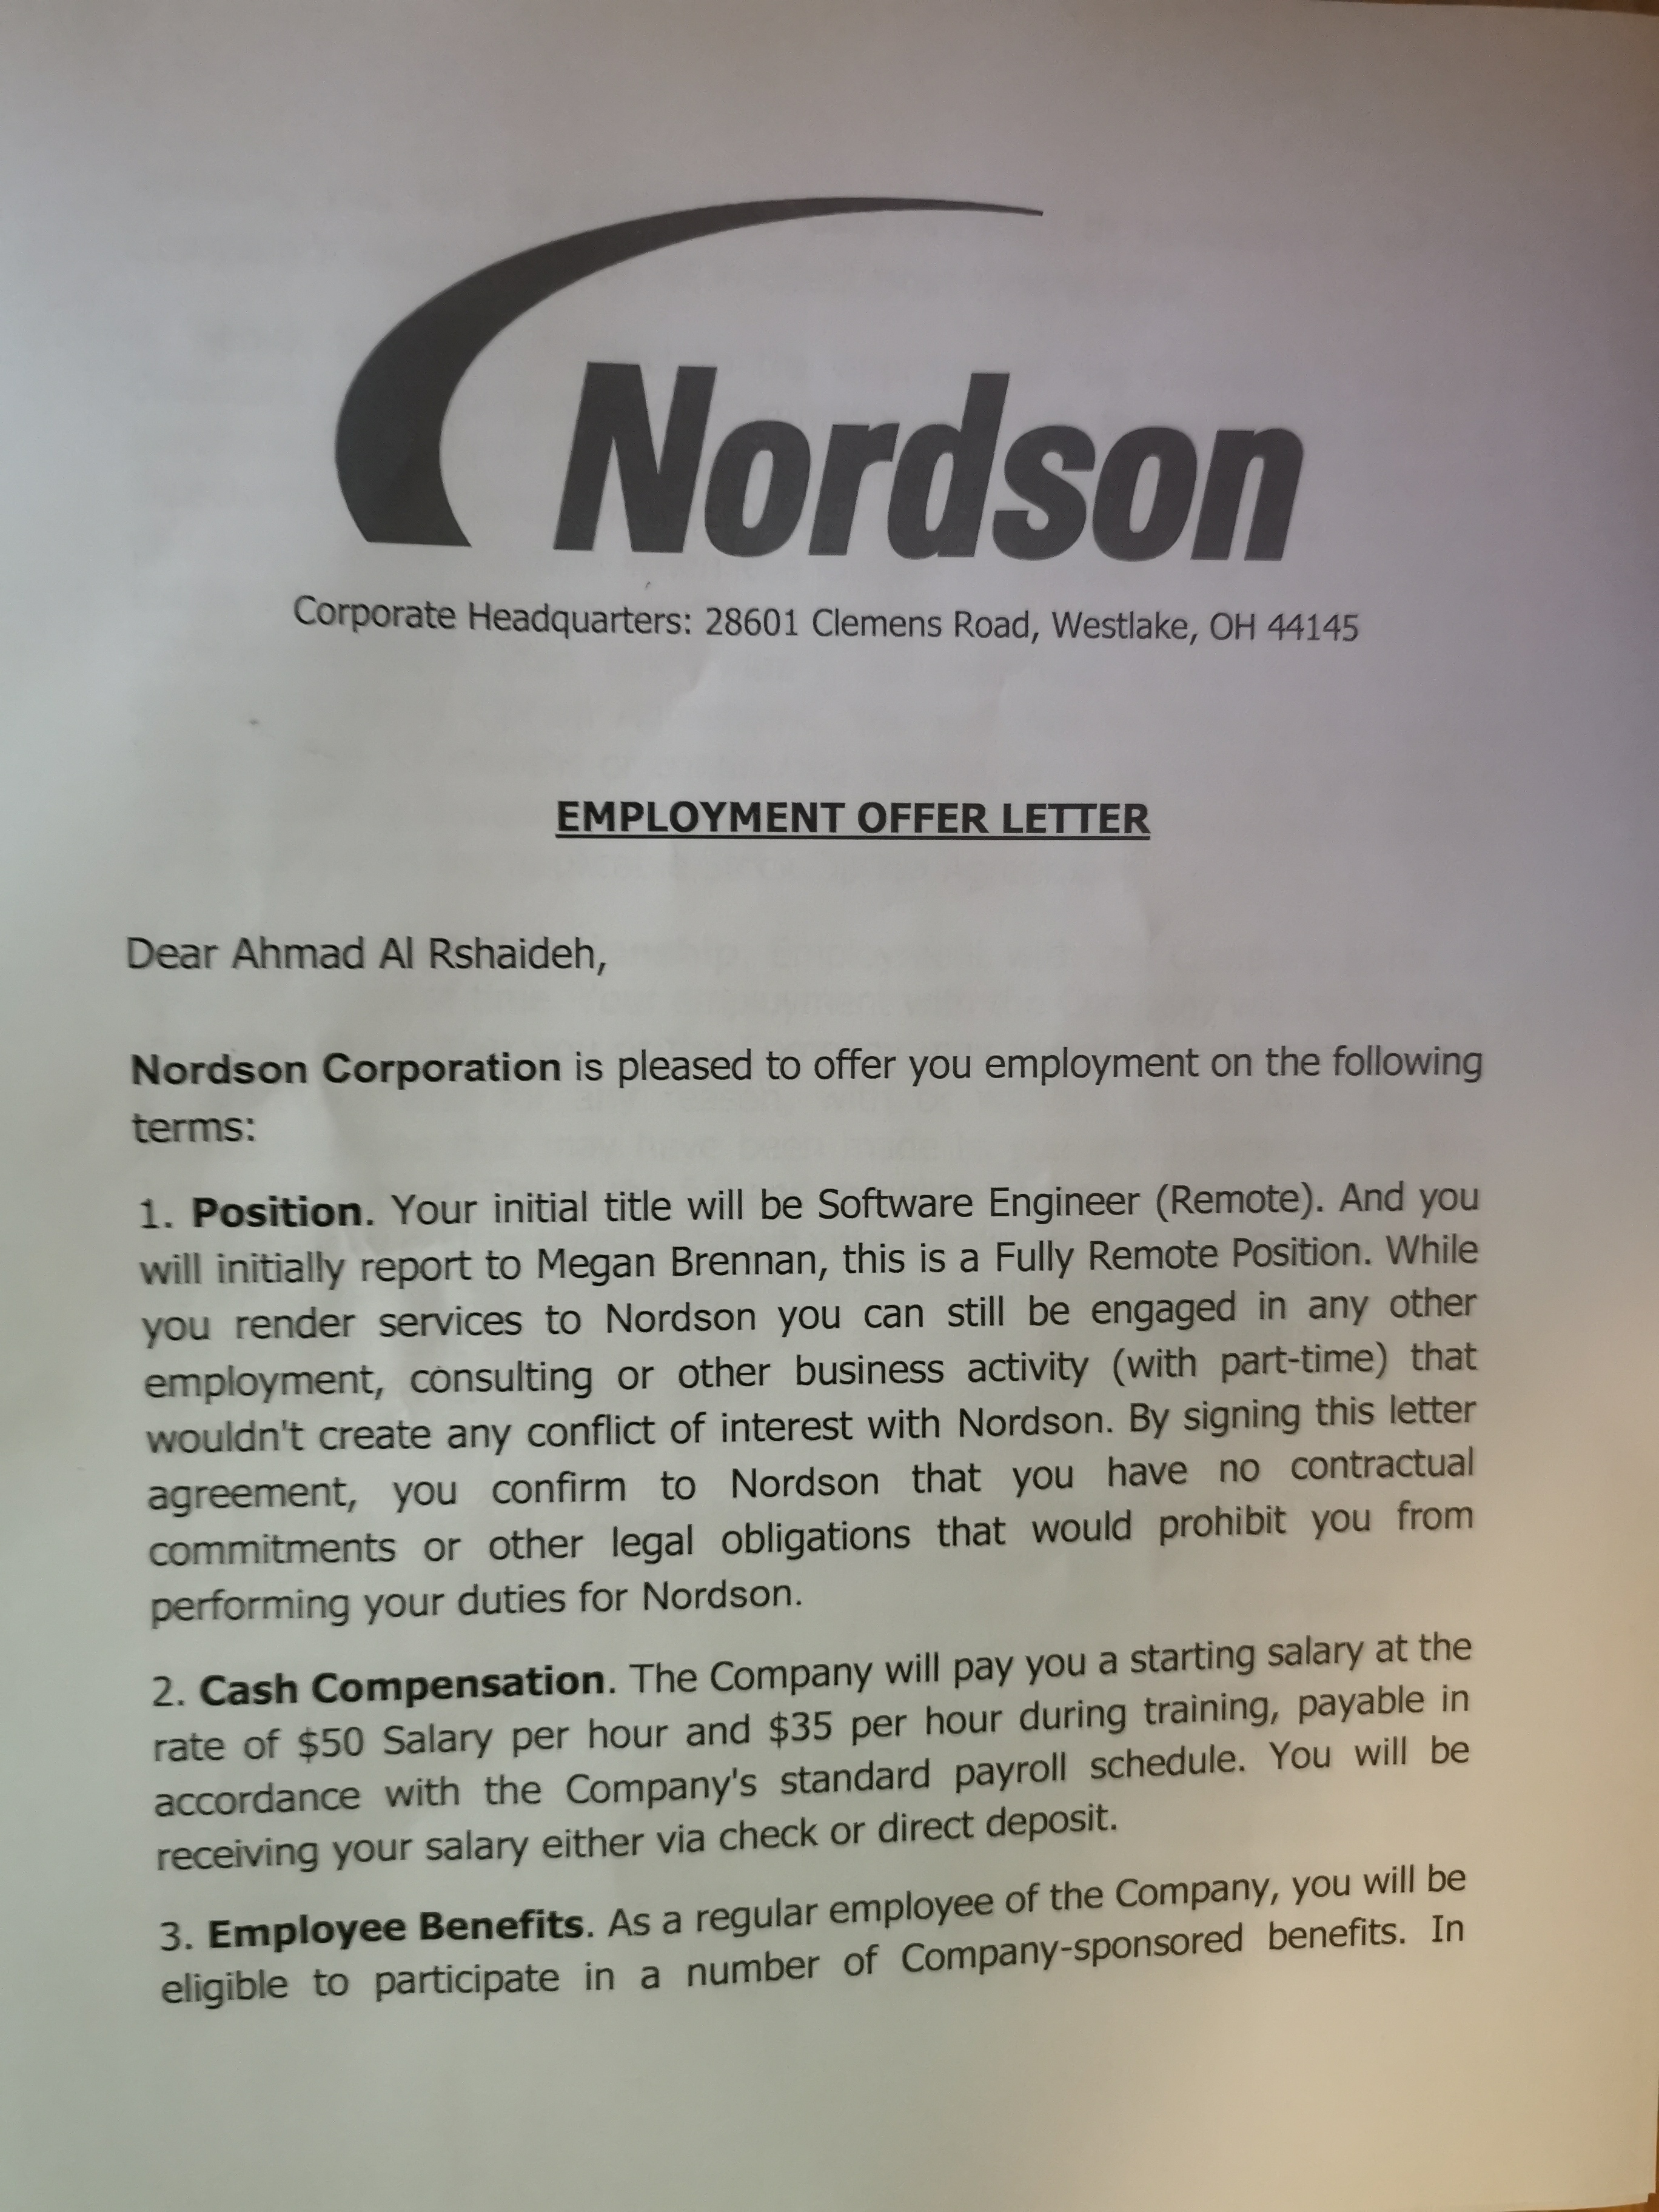 Nordson
Corporate Headquarters: 28601 Clemens Road, Westlake, OH 44145
EMPLOYMENT OFFER LETTER
Dear Ahmad Al Rshaideh,
Nordson Corporation is pleased to offer you employment on the following
terms:
1. Position. Your initial title will be Software Engineer (Remote). And you
will initially report to Megan Brennan, this is a Fully Remote Position. While
you render services to Nordson you can still be engaged in any other
employment, consulting or other business activity (with part-time) that
wouldn't create any conflict of interest with Nordson. By signing this letter
agreement, you confirm to Nordson that you have no contractual
commitments or other legal obligations that would prohibit you from
performing your duties for Nordson.
2. Cash Compensation. The Company will pay you a starting salary at the
rate of $50 Salary per hour and $35 per hour during training, payable in
accordance with the Company's standard payroll schedule. You will be
receiving your salary either via check or direct deposit.
3. Employee Benefits. As a regular employee of the Company, you will be
eligible to participate in a number of Company-sponsored benefits. In